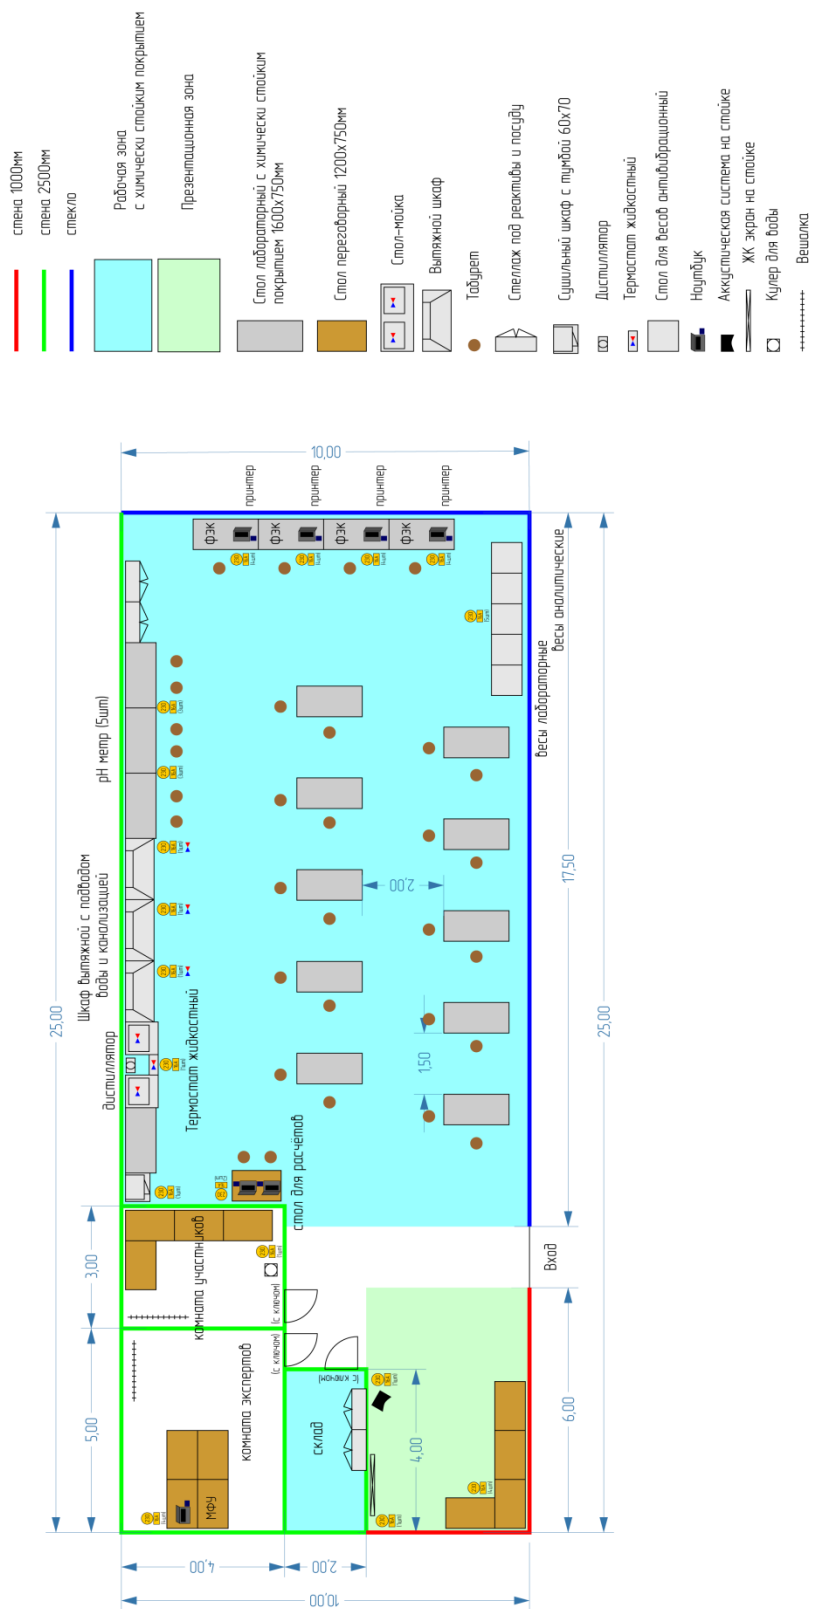 стена 1000мм
стена 2500мм
стекло
Рабочая зона
с химически стойким покрытием
Презентационная зона
Стол лабораторный с химически стойким
покрытием 1600х750мм
Стол переговорный 1200х750мм
Стол-мойка
Вытяжной шкаф
Табурет
Стеллаж под реактивы и посуду
Сушильный шкаф с тумбой 60х70
Дистиллятор
Термостат жидкостный
Стол для весов антивибрационный
Ноутбук
Аккустическая система на стойке
ЖК экран на стойке
Кулер для воды
Вешалка
25,00
5,00
3,00
10,00
4,00
2,00
10,00
дистиллятор
Шкаф вытяжной с подводом
воды и канализацией
pH метр (5шт)
Термостат жидкостный
комната экспертов
МФУ
комната участников
(с ключом)
(с ключом)
(с ключом)
склад
4,00
стол для расчётов
ФЭК
ФЭК
ФЭК
ФЭК
принтер
принтер
принтер
принтер
2,00
1,50
весы лабораторные
весы аналитические
Вход
6,00
17,50
25,00